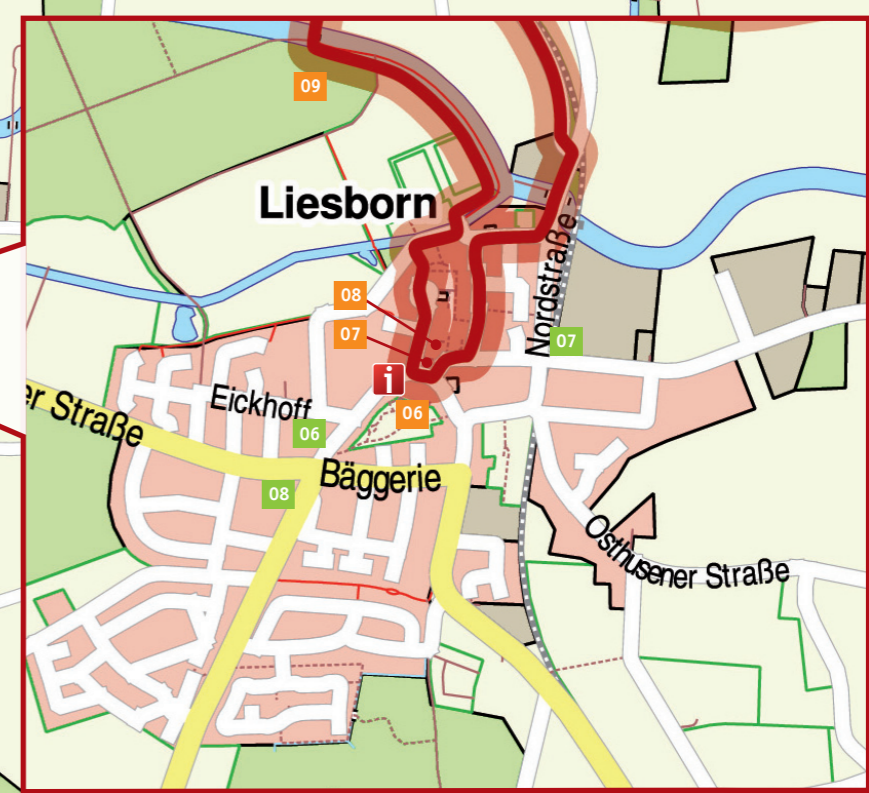 09
Liesborn
08
Nordstraße
07
07
i
Eickhoff
06
er Straße
06
Bäggerie
08
Osthusener Straße